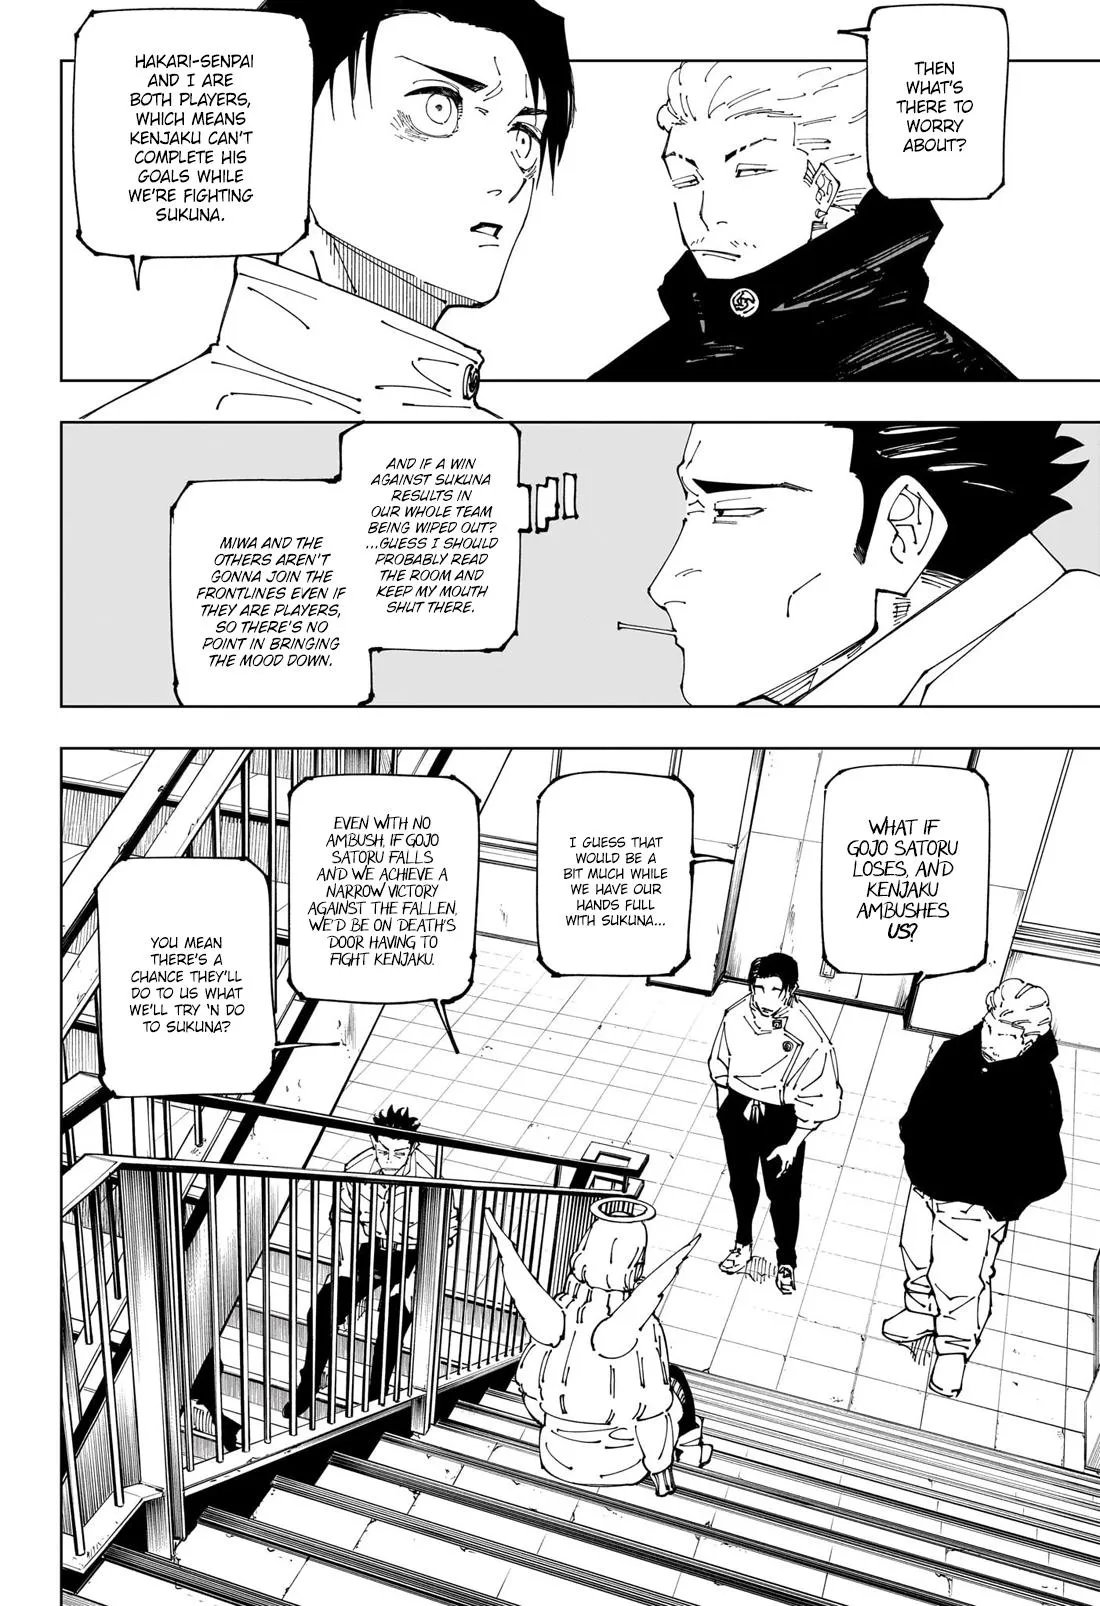 THEN
WHAT'S
THERE TO
WORRY
ABOUT?
HAKARI-SENPAI
AND I ARE
BOTH PLAYERS,
WHICH MEANS
KENJAKU CAN'T
COMPLETE HIS
GOALS WHILE
WE'RE FIGHTING
SUKUNA.
AND IF A WIN
AGAINST SUKUNA
RESULTS IN
OUR WHOLE TEAM
BEING WIPED OUT?
...GUESS I SHOULD
PROBABLY READ
THE ROOM AND
KEEP MY MOUTH
SHUT THERE.
MIWA AND THE
OTHERS AREN'T
GONNA JOIN THE
FRONTLINES EVEN IF
THEY ARE PLAYERS,
SO THERE'S NO
POINT IN BRINGING
THE MOOD DOWN.
WHAT IF
GOJO SATORU
LOSES, AND
KENJAKU
AMBUSHES
US?
I GUESS THAT
WOULD BE A
BIT MUCH WHILE
WE HAVE OUR
HANDS FULL
WITH SUKUNA...
EVEN WITH NO
AMBUSH, IF GOJO
SATORU FALLS
AND WE ACHIEVE A
NARROW VICTORY
AGAINST THE FALLEN,
WE'D BE ON DEATH'S
DOOR HAVING TO
FIGHT KENJAKU.
YOU MEAN
THERE'S A
CHANCE THEY'LL
DO TO US WHAT
WE'LL TRY 'N DO
TO SUKUNA?